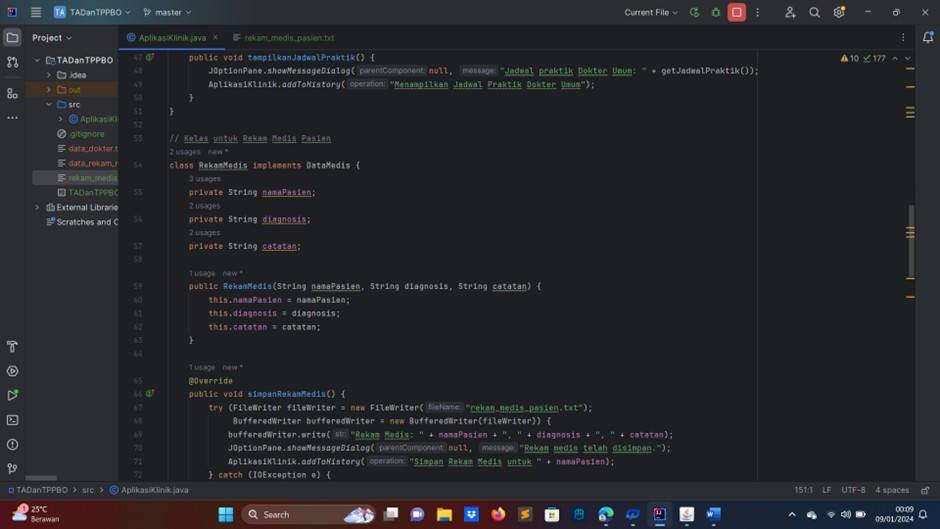 TADanTPPBO
master
Current File
Project
AplikasiKlinik.java
rekam_medis_pasien.txt
TADanTPPBO
.idea
out
src
AplikasiKl
.gitignore
data_dokter.t
data_rekam_r
rekam_medis
TADanTPPBO
External Librarie
Scratches and C
10 177
47 public void tampilkanJadwalPraktik() {
48 JOptionPane.showMessageDialog( parentComponent: null, message: "Jadwal praktik Dokter Umum: " + getJadwalPraktik());
49 AplikasiKlinik.addToHistory( operation: "Menampilkan Jadwal Praktik Dokter Umum");
50 }
51 }
52
53 // Kelas untuk Rekam Medis Pasien
2 usages new *
54 class RekamMedis implements DataMedis {
3 usages
55 private String namaPasien;
2 usages
56 private String diagnosis;
2 usages
57 private String catatan;
58
1 usage new *
59 public RekamMedis(String namaPasien, String diagnosis, String catatan) {
60 this.namaPasien = namaPasien;
61 this.diagnosis = diagnosis;
62 this.catatan = catatan;
63 }
64
1 usage new *
65 @Override
66 public void simpanRekamMedis() {
67 try (FileWriter fileWriter = new FileWriter( fileName: "rekam_medis_pasien.txt");
68 BufferedWriter bufferedWriter = new BufferedWriter(fileWriter)) {
69 bufferedWriter.write( str: "Rekam Medis: " + namaPasien + ", " + diagnosis + ", " + catatan);
70 JOptionPane.showMessageDialog( parentComponent: null, message: "Rekam medis telah disimpan.");
71 AplikasiKlinik.addToHistory( operation: "Simpan Rekam Medis untuk " + namaPasien);
72 } catch (IOException e) {
TADanTPPBO > src > AplikasiKlinik.java
151:1 LF UTF-8 4 spaces
25°C
Berawan
Search
00:09
09/01/2024